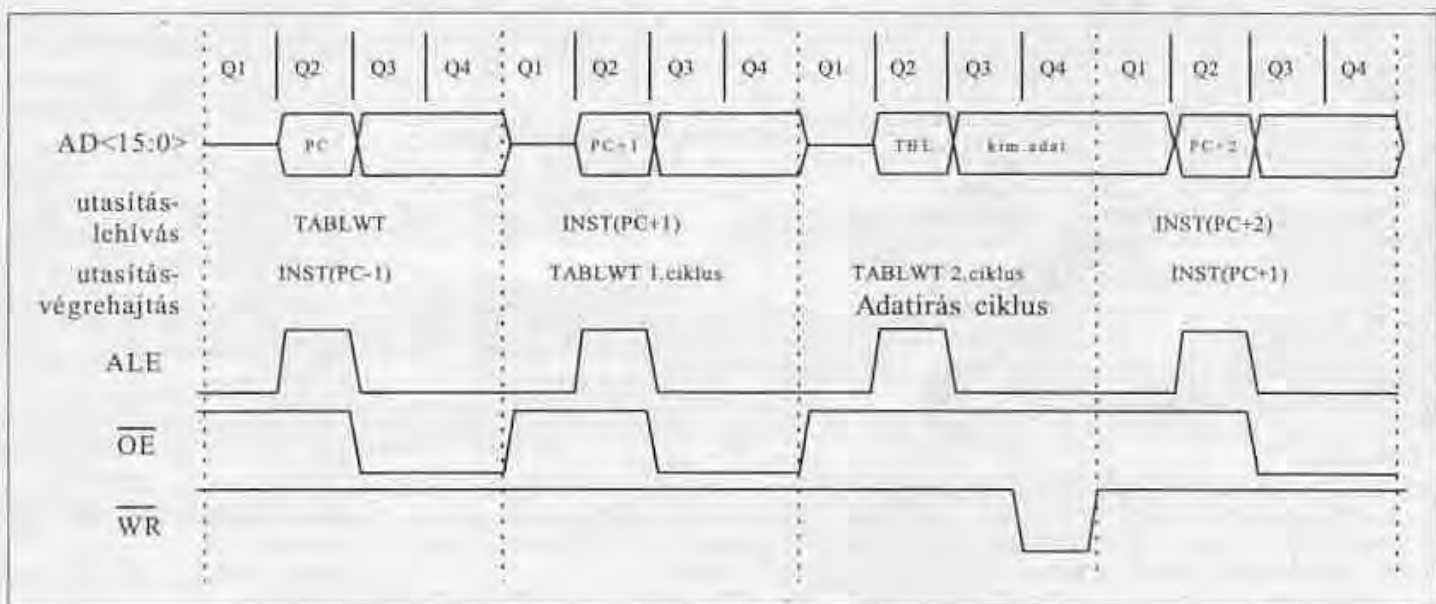 Q1 Q2 Q3 Q4 Q1 Q2 Q3 Q4 Q1 Q2 Q3 Q4 Q1 Q2 Q3 Q4
AD<15:0> PC PC+1 TBL kim.adat PC+2
utasítás-
lehívás
TABLWT INST(PC+1) INST(PC+2)
utasítás-
végrehajtás
INST(PC-1) TABLWT 1.ciklus TABLWT 2.ciklus INST(PC+1)
Adatírás ciklus
ALE
OE
WR